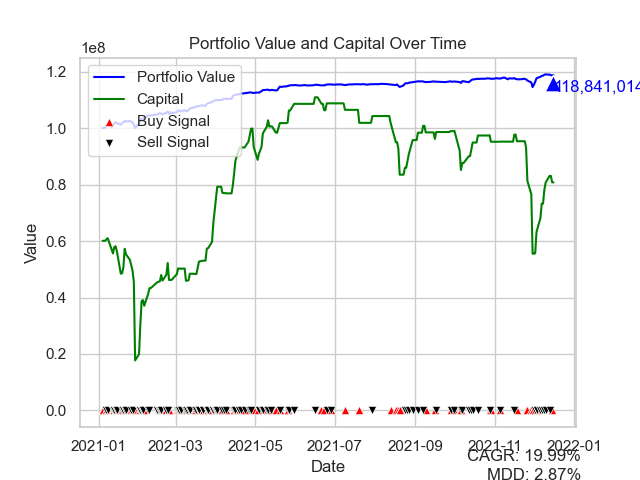 Portfolio Value and Capital Over Time
1e8
1.2
1.0
0.8
0.6
0.4
0.2
0.0
Value
Portfolio Value
Capital
Buy Signal
Sell Signal
118,841,014
2021-01
2021-03
2021-05
2021-07
2021-09
2021-11
2022-01
Date
CAGR: 19.99%
MDD: 2.87%